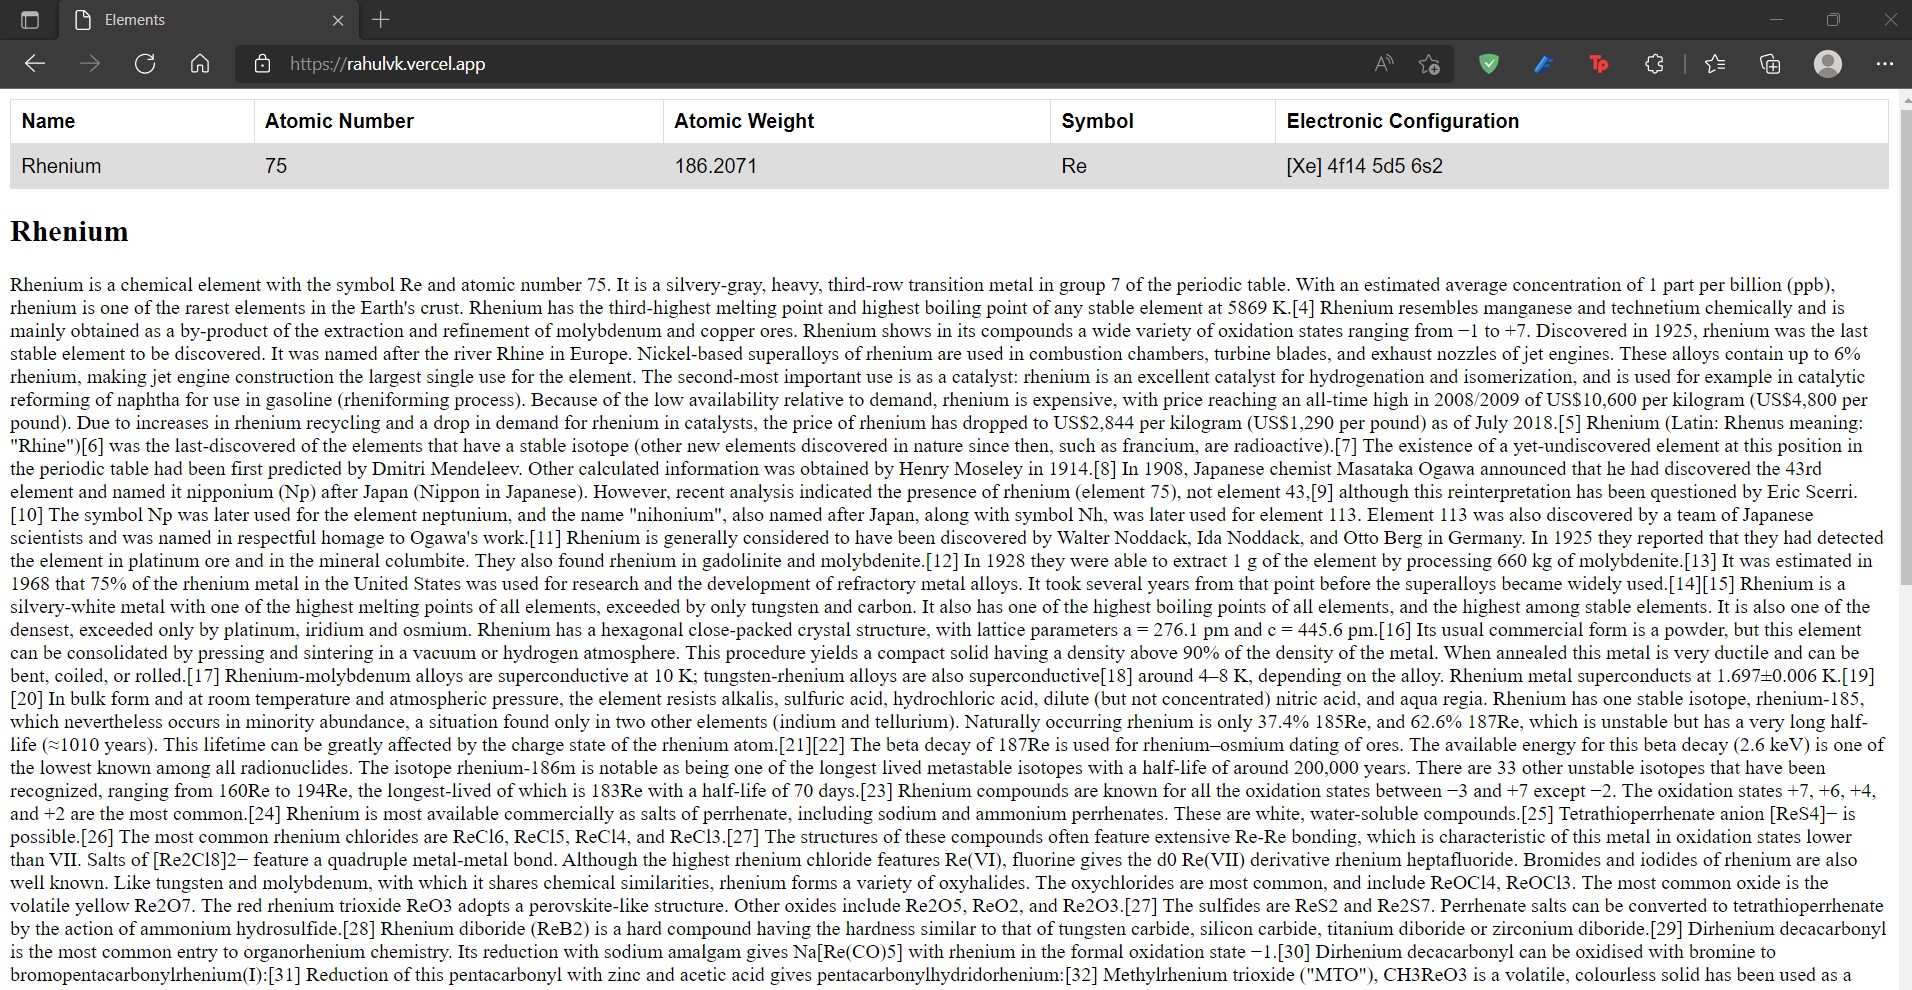 Elements
https://rahulvk.vercel.app
Name Atomic Number Atomic Weight Symbol Electronic Configuration
Rhenium 75 186.2071 Re [Xe] 4f14 5d5 6s2
Rhenium
Rhenium is a chemical element with the symbol Re and atomic number 75. It is a silvery-gray, heavy, third-row transition metal in group 7 of the periodic table. With an estimated average concentration of 1 part per billion (ppb),
rhenium is one of the rarest elements in the Earth's crust. Rhenium has the third-highest melting point and highest boiling point of any stable element at 5869 K.[4] Rhenium resembles manganese and technetium chemically and is
mainly obtained as a by-product of the extraction and refinement of molybdenum and copper ores. Rhenium shows in its compounds a wide variety of oxidation states ranging from −1 to +7. Discovered in 1925, rhenium was the last
stable element to be discovered. It was named after the river Rhine in Europe. Nickel-based superalloys of rhenium are used in combustion chambers, turbine blades, and exhaust nozzles of jet engines. These alloys contain up to 6%
rhenium, making jet engine construction the largest single use for the element. The second-most important use is as a catalyst: rhenium is an excellent catalyst for hydrogenation and isomerization, and is used for example in catalytic
reforming of naphtha for use in gasoline (rheniforming process). Because of the low availability relative to demand, rhenium is expensive, with price reaching an all-time high in 2008/2009 of US$10,600 per kilogram (US$4,800 per
pound). Due to increases in rhenium recycling and a drop in demand for rhenium in catalysts, the price of rhenium has dropped to US$2,844 per kilogram (US$1,290 per pound) as of July 2018.[5] Rhenium (Latin: Rhenus meaning:
"Rhine")[6] was the last-discovered of the elements that have a stable isotope (other new elements discovered in nature since then, such as francium, are radioactive).[7] The existence of a yet-undiscovered element at this position in
the periodic table had been first predicted by Dmitri Mendeleev. Other calculated information was obtained by Henry Moseley in 1914.[8] In 1908, Japanese chemist Masataka Ogawa announced that he had discovered the 43rd
element and named it nipponium (Np) after Japan (Nippon in Japanese). However, recent analysis indicated the presence of rhenium (element 75), not element 43,[9] although this reinterpretation has been questioned by Eric Scerri.
[10] The symbol Np was later used for the element neptunium, and the name "nihonium", also named after Japan, along with symbol Nh, was later used for element 113. Element 113 was also discovered by a team of Japanese
scientists and was named in respectful homage to Ogawa's work.[11] Rhenium is generally considered to have been discovered by Walter Noddack, Ida Noddack, and Otto Berg in Germany. In 1925 they reported that they had detected
the element in platinum ore and in the mineral columbite. They also found rhenium in gadolinite and molybdenite.[12] In 1928 they were able to extract 1 g of the element by processing 660 kg of molybdenite.[13] It was estimated in
1968 that 75% of the rhenium metal in the United States was used for research and the development of refractory metal alloys. It took several years from that point before the superalloys became widely used.[14][15] Rhenium is a
silvery-white metal with one of the highest melting points of all elements, exceeded by only tungsten and carbon. It also has one of the highest boiling points of all elements, and the highest among stable elements. It is also one of the
densest, exceeded only by platinum, iridium and osmium. Rhenium has a hexagonal close-packed crystal structure, with lattice parameters a = 276.1 pm and c = 445.6 pm.[16] Its usual commercial form is a powder, but this element
can be consolidated by pressing and sintering in a vacuum or hydrogen atmosphere. This procedure yields a compact solid having a density above 90% of the density of the metal. When annealed this metal is very ductile and can be
bent, coiled, or rolled.[17] Rhenium-molybdenum alloys are superconductive at 10 K; tungsten-rhenium alloys are also superconductive[18] around 4–8 K, depending on the alloy. Rhenium metal superconducts at 1.697±0.006 K.[19]
[20] In bulk form and at room temperature and atmospheric pressure, the element resists alkalis, sulfuric acid, hydrochloric acid, dilute (but not concentrated) nitric acid, and aqua regia. Rhenium has one stable isotope, rhenium-185,
which nevertheless occurs in minority abundance, a situation found only in two other elements (indium and tellurium). Naturally occurring rhenium is only 37.4% 185Re, and 62.6% 187Re, which is unstable but has a very long half-
life (≈1010 years). This lifetime can be greatly affected by the charge state of the rhenium atom.[21][22] The beta decay of 187Re is used for rhenium–osmium dating of ores. The available energy for this beta decay (2.6 keV) is one of
the lowest known among all radionuclides. The isotope rhenium-186m is notable as being one of the longest lived metastable isotopes with a half-life of around 200,000 years. There are 33 other unstable isotopes that have been
recognized, ranging from 160Re to 194Re, the longest-lived of which is 183Re with a half-life of 70 days.[23] Rhenium compounds are known for all the oxidation states between −3 and +7 except −2. The oxidation states +7, +6, +4,
and +2 are the most common.[24] Rhenium is most available commercially as salts of perrhenate, including sodium and ammonium perrhenates. These are white, water-soluble compounds.[25] Tetrathioperrhenate anion [ReS4]− is
possible.[26] The most common rhenium chlorides are ReCl6, ReCl5, ReCl4, and ReCl3.[27] The structures of these compounds often feature extensive Re-Re bonding, which is characteristic of this metal in oxidation states lower
than VII. Salts of [Re2Cl8]2− feature a quadruple metal-metal bond. Although the highest rhenium chloride features Re(VI), fluorine gives the d0 Re(VII) derivative rhenium heptafluoride. Bromides and iodides of rhenium are also
well known. Like tungsten and molybdenum, with which it shares chemical similarities, rhenium forms a variety of oxyhalides. The oxychlorides are most common, and include ReOCl4, ReOCl3. The most common oxide is the
volatile yellow Re2O7. The red rhenium trioxide ReO3 adopts a perovskite-like structure. Other oxides include Re2O5, ReO2, and Re2O3.[27] The sulfides are ReS2 and Re2S7. Perrhenate salts can be converted to tetrathioperrhenate
by the action of ammonium hydrosulfide.[28] Rhenium diboride (ReB2) is a hard compound having the hardness similar to that of tungsten carbide, silicon carbide, titanium diboride or zirconium diboride.[29] Dirhenium decacarbonyl
is the most common entry to organorhenium chemistry. Its reduction with sodium amalgam gives Na[Re(CO)5] with rhenium in the formal oxidation state −1.[30] Dirhenium decacarbonyl can be oxidised with bromine to
bromopentacarbonylrhenium(I):[31] Reduction of this pentacarbonyl with zinc and acetic acid gives pentacarbonylhydridorhenium:[32] Methylrhenium trioxide ("MTO"), CH3ReO3 is a volatile, colourless solid has been used as a